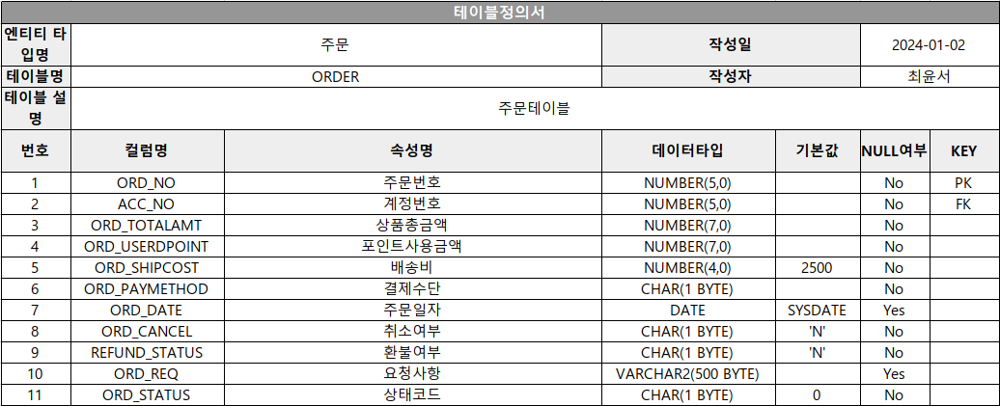 테이블정의서
엔티티 타입명 주문 작성일 2024-01-02
테이블명 ORDER 작성자 최윤서
테이블 설명 주문테이블
번호 컬럼명 속성명 데이터타입 기본값 NULL여부 KEY
1 ORD_NO 주문번호 NUMBER(5,0) No PK
2 ACC_NO 계정번호 NUMBER(5,0) No FK
3 ORD_TOTALAMT 상품총금액 NUMBER(7,0) No
4 ORD_USERDPOINT 포인트사용금액 NUMBER(7,0) No
5 ORD_SHIPCOST 배송비 NUMBER(4,0) 2500 No
6 ORD_PAYMETHOD 결제수단 CHAR(1 BYTE) No
7 ORD_DATE 주문일자 DATE SYSDATE Yes
8 ORD_CANCEL 취소여부 CHAR(1 BYTE) 'N' No
9 REFUND_STATUS 환불여부 CHAR(1 BYTE) 'N' No
10 ORD_REQ 요청사항 VARCHAR2(500 BYTE) Yes
11 ORD_STATUS 상태코드 CHAR(1 BYTE) 0 No